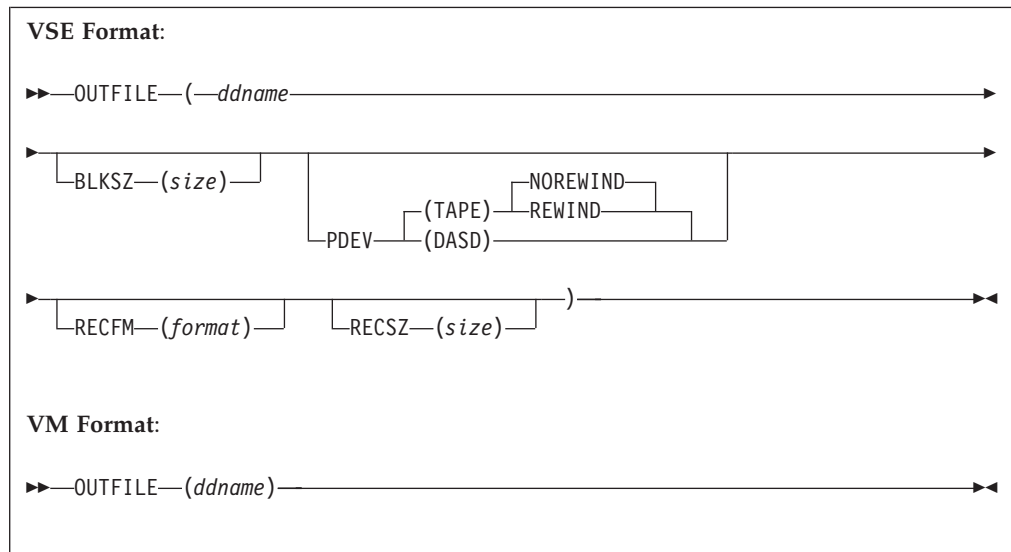 VSE Format:
OUTFILE ( ddname
BLKSZ (size)
NOREWIND
(TAPE) REWIND
PDEV (DASD)
RECFM (format) RECSZ (size) )
VM Format:
OUTFILE (ddname)